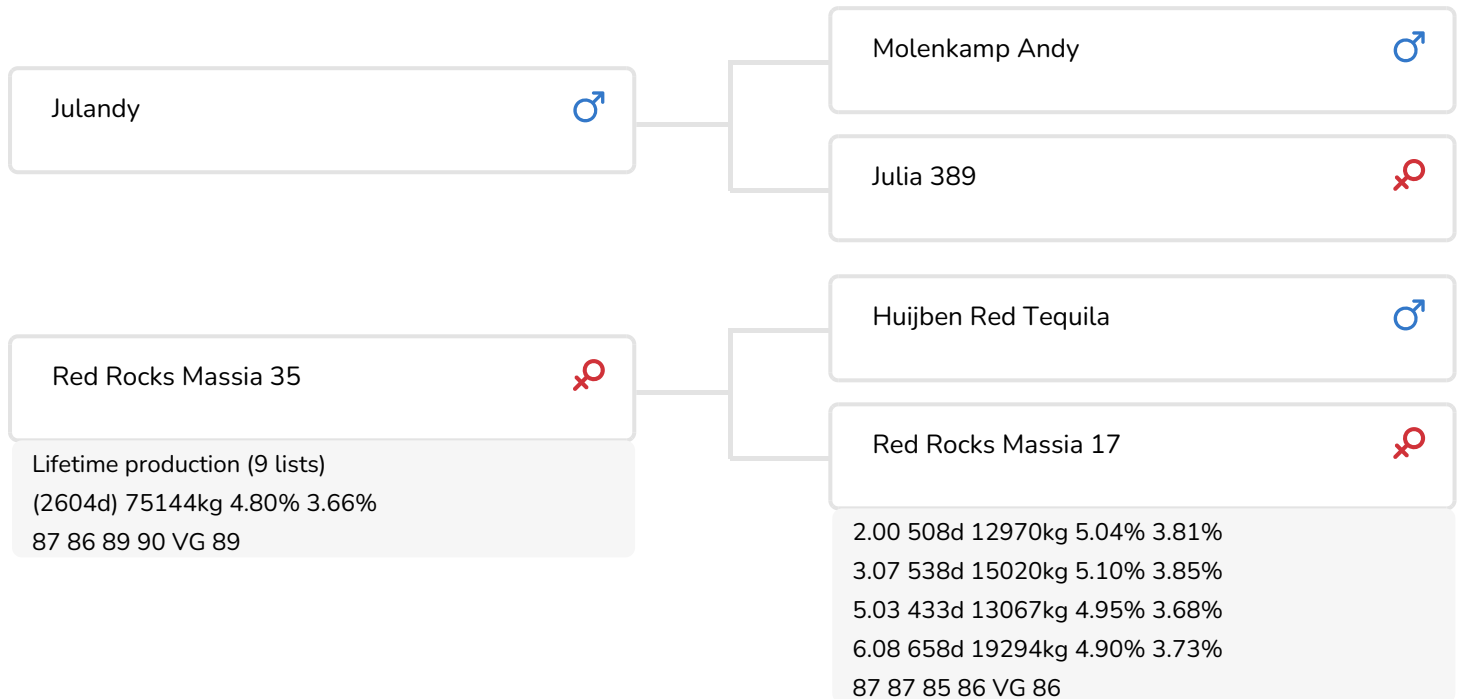 Julandy
Molenkamp Andy
Julia 389
Red Rocks Massia 35
Lifetime production (9 lists)
(2604d) 75144kg 4.80% 3.66%
87 86 89 90 VG 89
Huijben Red Tequila
Red Rocks Massia 17
2.00 508d 12970kg 5.04% 3.81%
3.07 538d 15020kg 5.10% 3.85%
5.03 433d 13067kg 4.95% 3.68%
6.08 658d 19294kg 4.90% 3.73%
87 87 85 86 VG 86